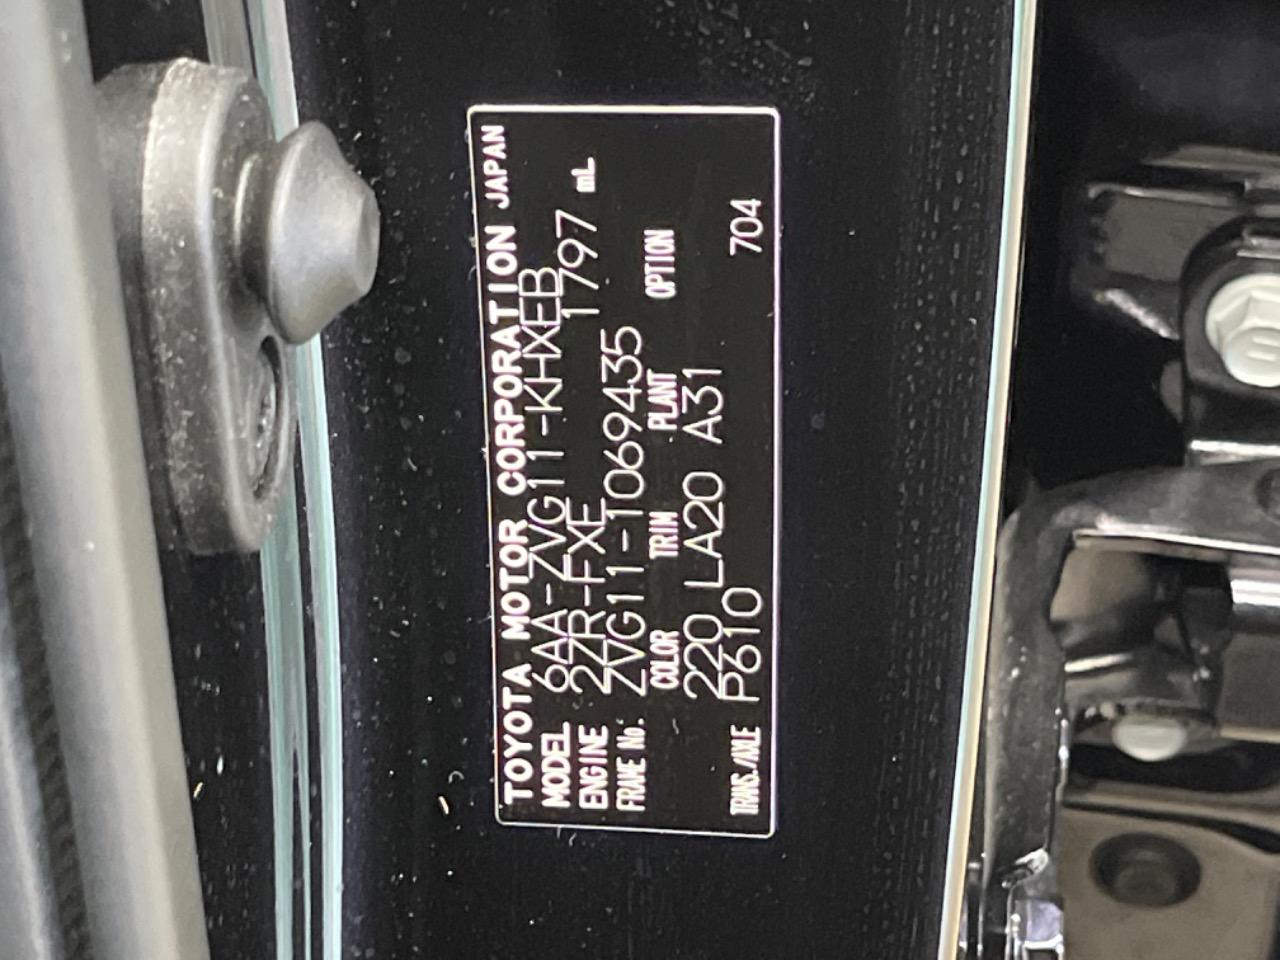 TOYOTA MOTOR CORPORATION JAPAN
MODEL 6AA-ZVG11-KHXEB
ENGINE 2ZR-FXE 1797 mL
FRAME No. ZVG11-1069435
COLOR TRIM PLANT OPTION
220 LA20 A31
TRANS./AXLE P610 704